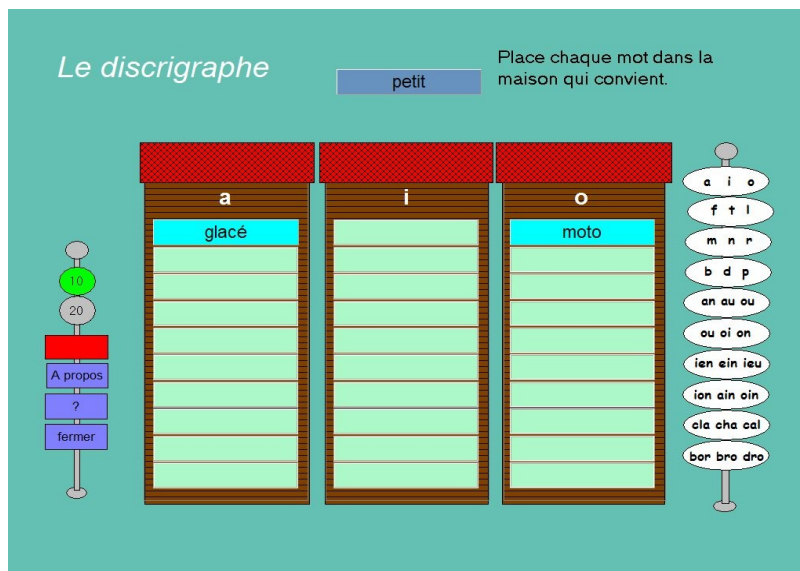 Le discrigraphe
petit
Place chaque mot dans la
maison qui convient.
a
i
o
glacé
moto
10
20
A propos
?
fermer
a i o
f t l
m n r
b d p
an au ou
ou oi on
ien ein ieu
ion ain oin
cla cha cal
bor bro dro